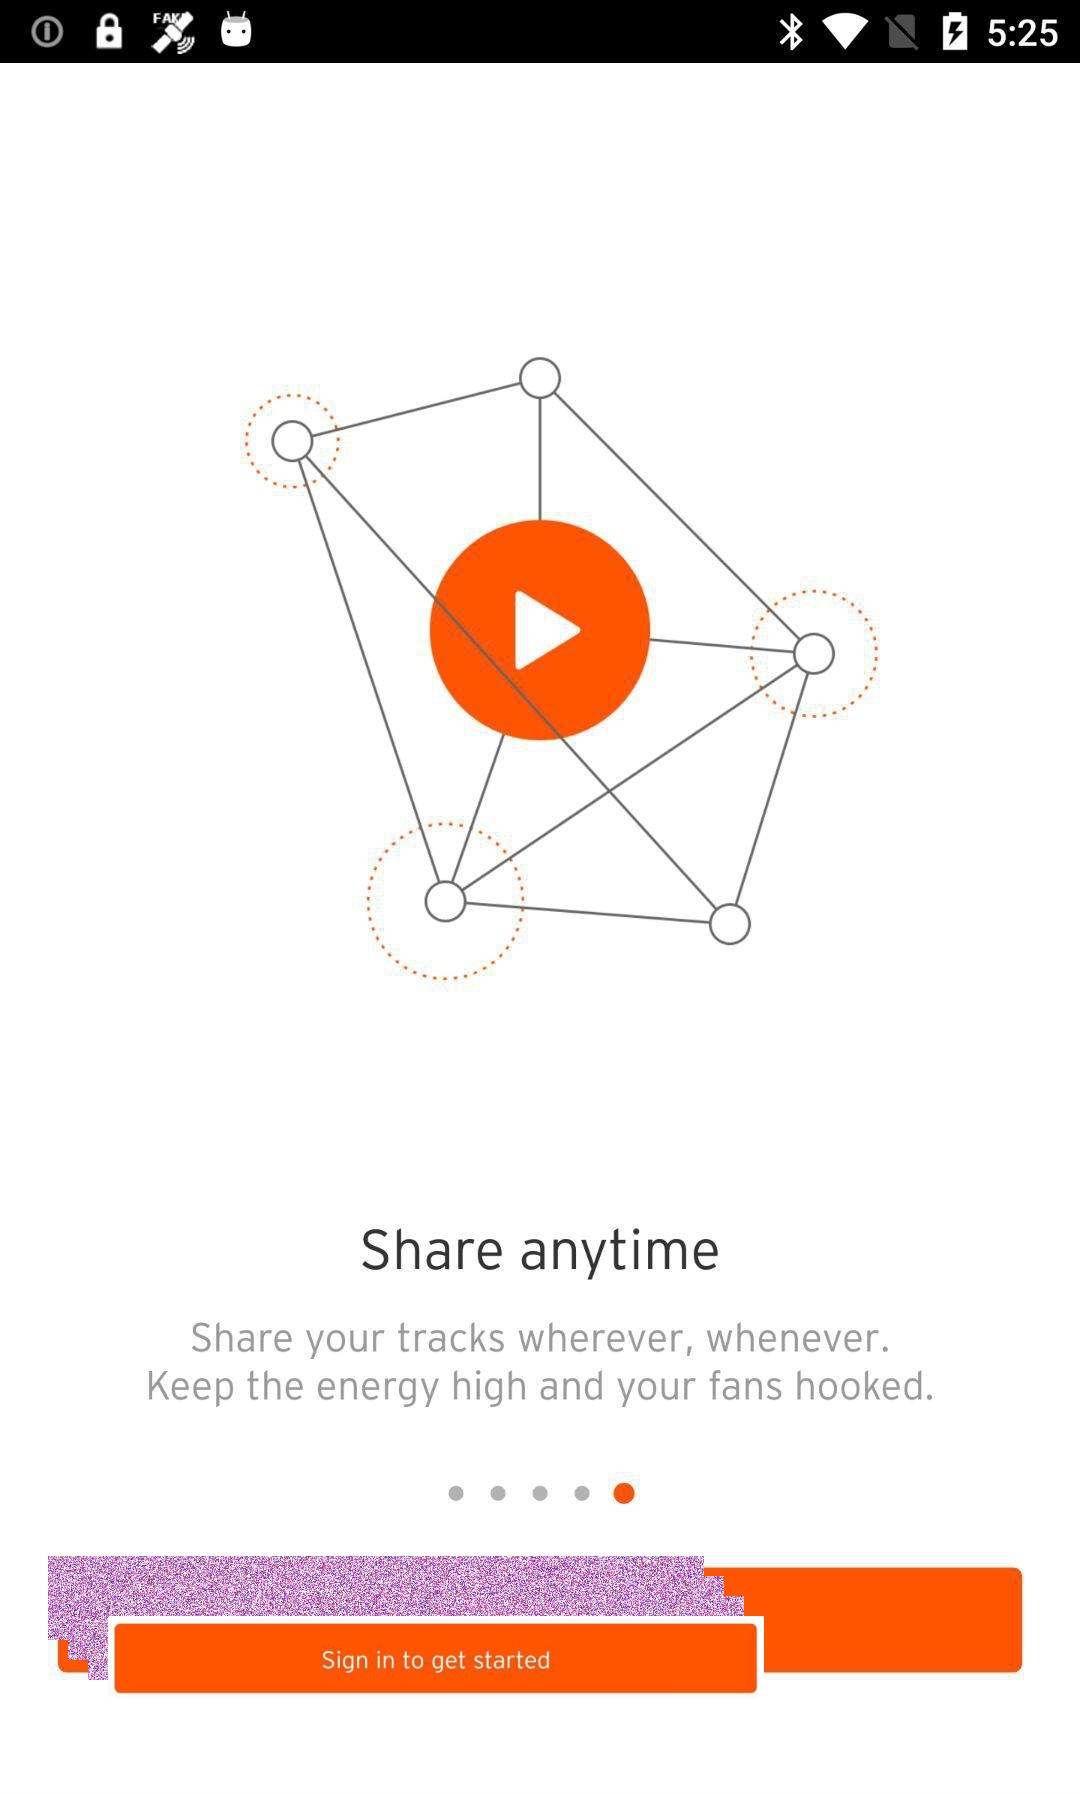 FAKE
5:25
Share anytime
Share your tracks wherever, whenever.
Keep the energy high and your fans hooked.
Sign in to get started